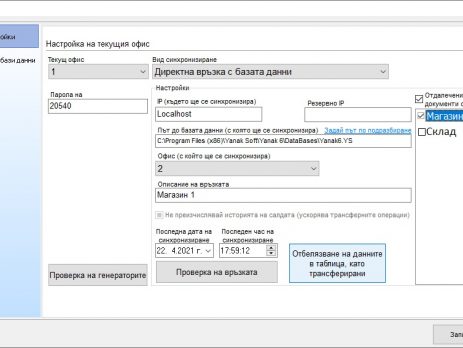 ойки
бази данни
Настройка на текущия офис
Текущ офис
Вид синхронизиране
1
Директна връзка с базата данни
Парола на
20540
Настройки
IP (където ще се синхронизира)
Резервно IP
Localhost
Път до базата данни (с която ще се синхронизира)
Задай път по подразбиране
C:\Program Files (x86)\Yanak Soft\Yanak 6\DataBases\Yanak6.YS
Офис (с който ще се синхронизира)
2
Описание на връзката
Магазин 1
Не преизчислявай историята на салдата (ускорява трансферните операции)
Последна дата на синхронизиране
Последен час на синхронизиране
22. 4.2021 г.
17:59:12
Проверка на генераторите
Проверка на връзката
Отбелязване на данните
в таблица, като
трансферирани
Отдалечени
документи
Магазин
Склад
Запи